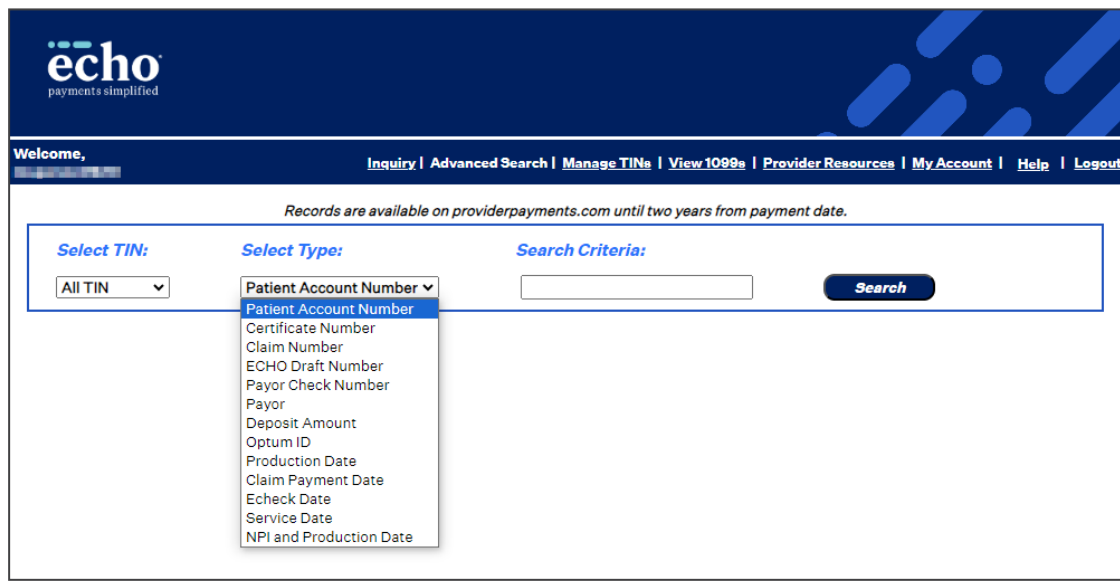 echo
payments simplified
Welcome,
Inquiry | Advanced Search | Manage TINs | View 1099s | Provider Resources | My Account | Help | Logout
Records are available on providerpayments.com until two years from payment date.
Select TIN: Select Type: Search Criteria:
All TIN Patient Account Number Search
Patient Account Number
Certificate Number
Claim Number
ECHO Draft Number
Payor Check Number
Payor
Deposit Amount
Optum ID
Production Date
Claim Payment Date
Echeck Date
Service Date
NPI and Production Date